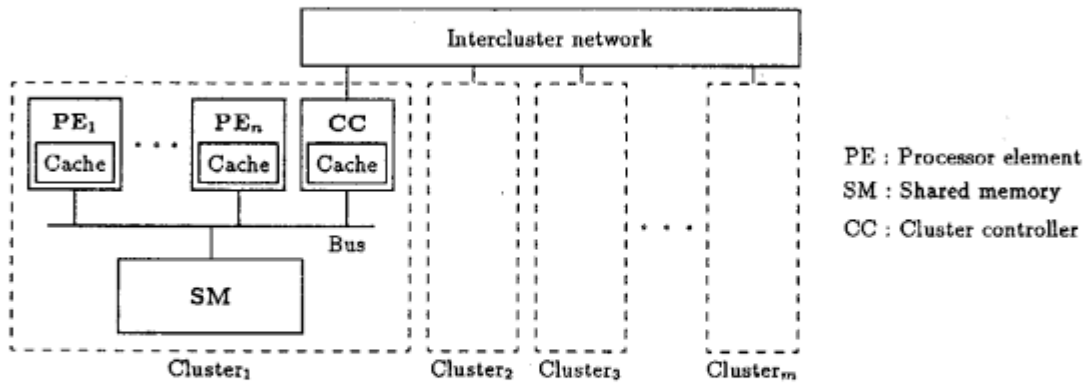 Intercluster network
PE₁ · · · PEₙ CC
Cache Cache Cache
Bus
SM
Cluster₁ Cluster₂ Cluster₃ · · · Clusterₘ
PE : Processor element
SM : Shared memory
CC : Cluster controller